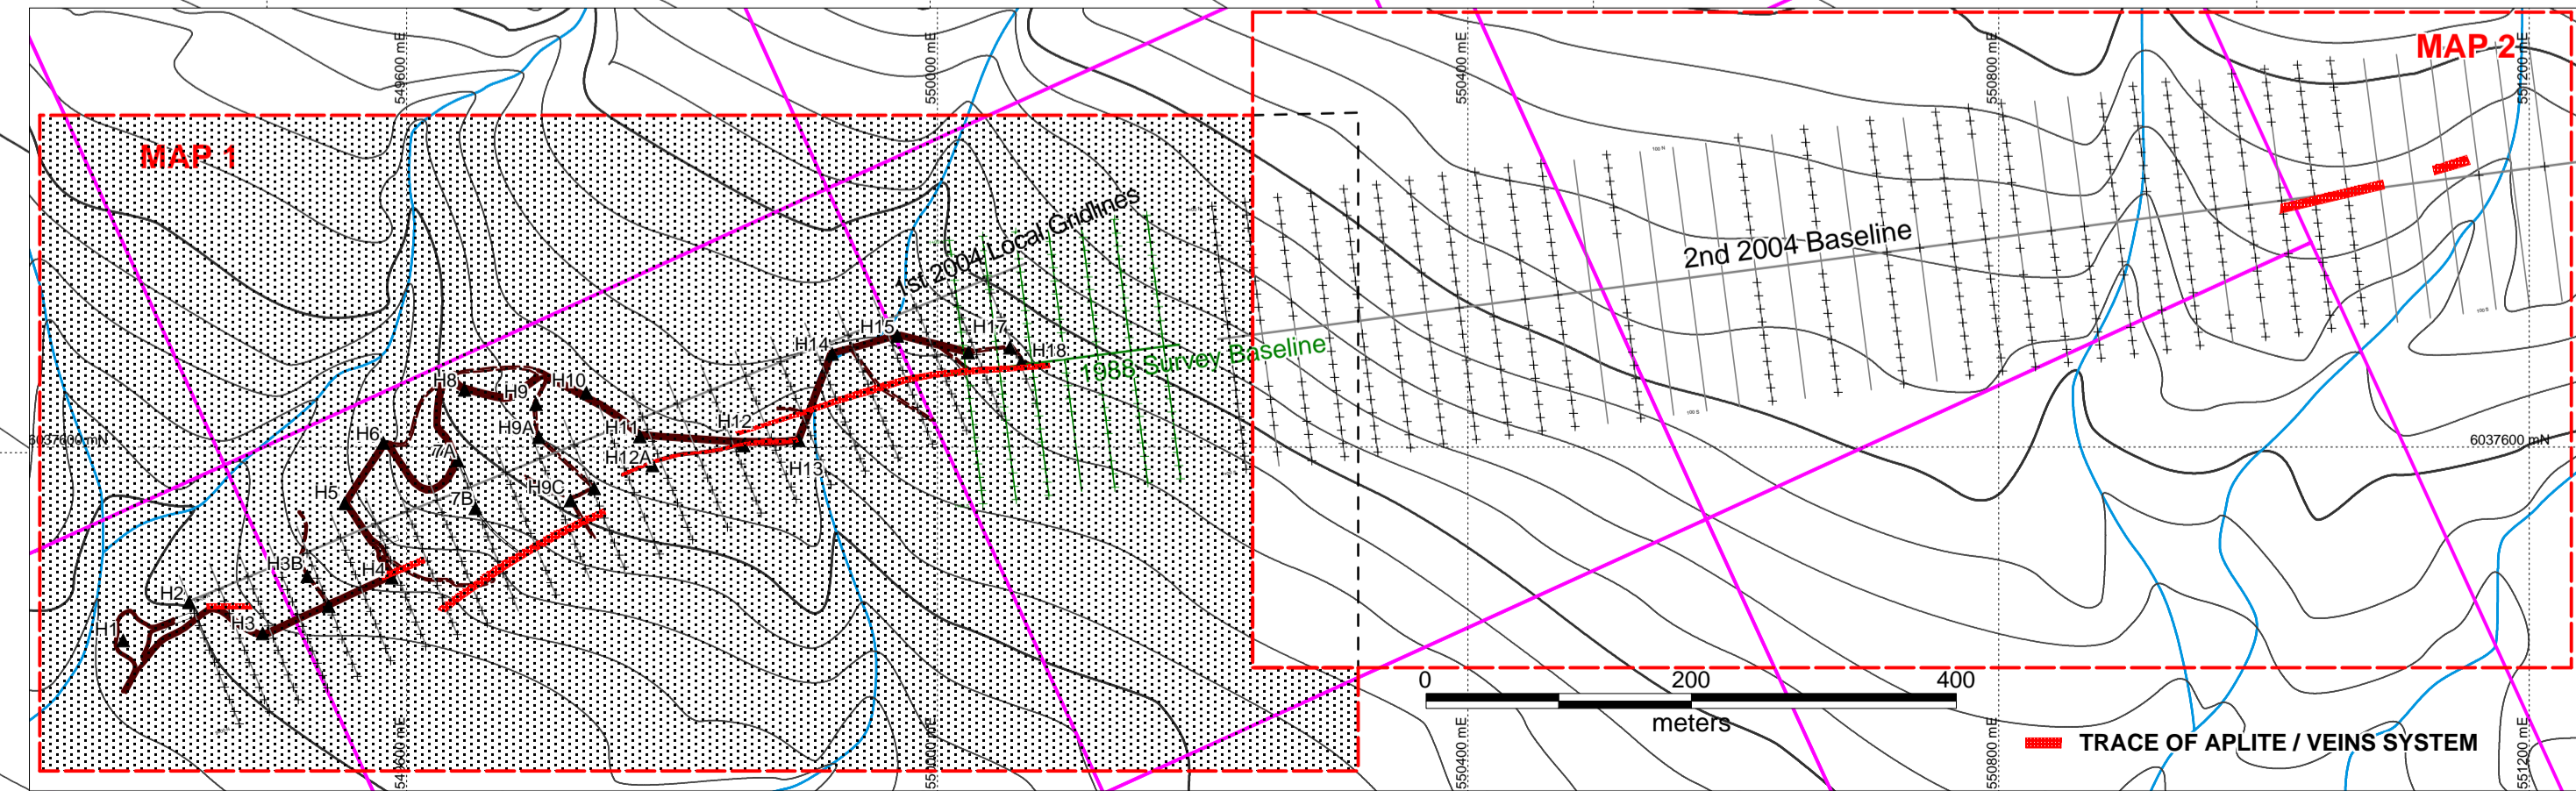 549600 mE
550000 mE
550400 mE
550800 mE
551200 mE
MAP 2
MAP 1
100 N
1st 2004 Local Gridlines
2nd 2004 Baseline
1988 Survey Baseline
100 S
100 S
H15
H17
H14
H18
H8
H9
H10
H6
H9A
H11
H12
6037600 mN
6037600 mN
7A
H12A
H13
H5
7B
H9C
H3B
H4
H2
H3
H1
0
200
400
meters
549600 mE
550000 mE
550400 mE
550800 mE
551200 mE
TRACE OF APLITE / VEINS SYSTEM